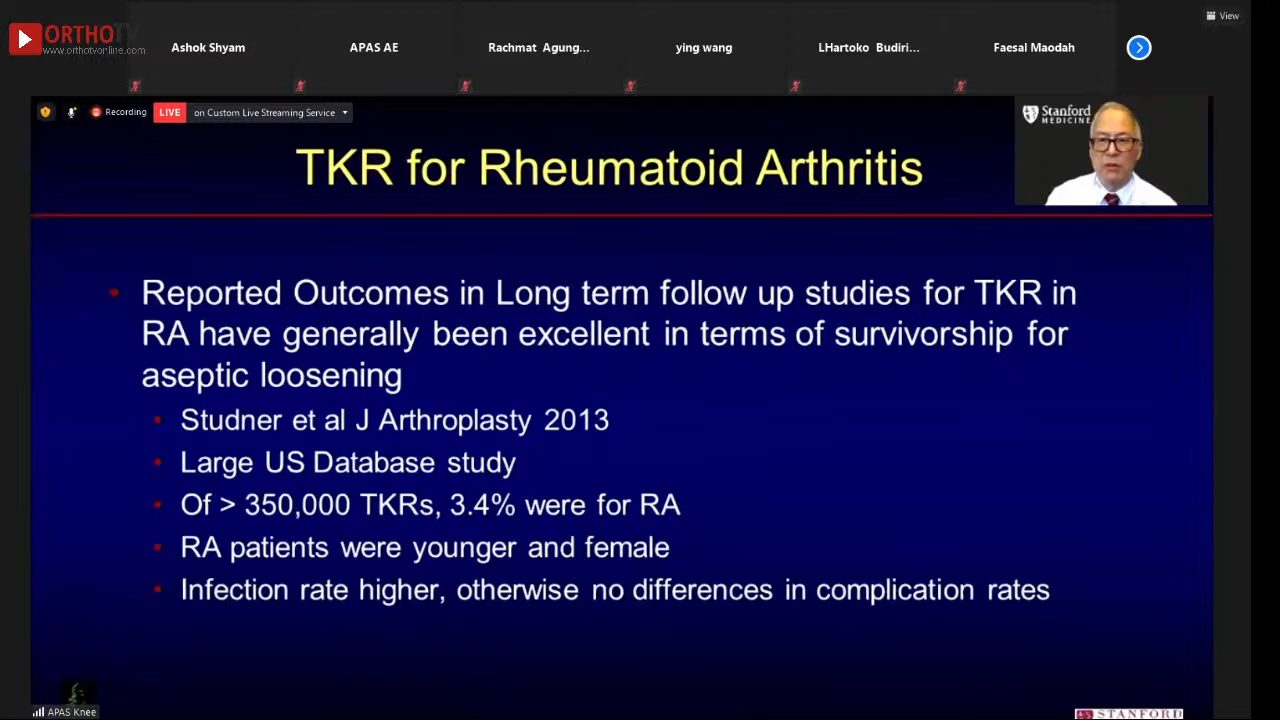 ORTHOTV
www.orthotvonline.com
Ashok Shyam
APAS AE
Rachmat Agung...
ying wang
LHartoko Budiri...
Faesal Maodah
View
Recording
LIVE
on Custom Live Streaming Service
Stanford
MEDICINE
TKR for Rheumatoid Arthritis
• Reported Outcomes in Long term follow up studies for TKR in
RA have generally been excellent in terms of survivorship for
aseptic loosening
• Studner et al J Arthroplasty 2013
• Large US Database study
• Of > 350,000 TKRs, 3.4% were for RA
• RA patients were younger and female
• Infection rate higher, otherwise no differences in complication rates
APAS Knee
STANFORD